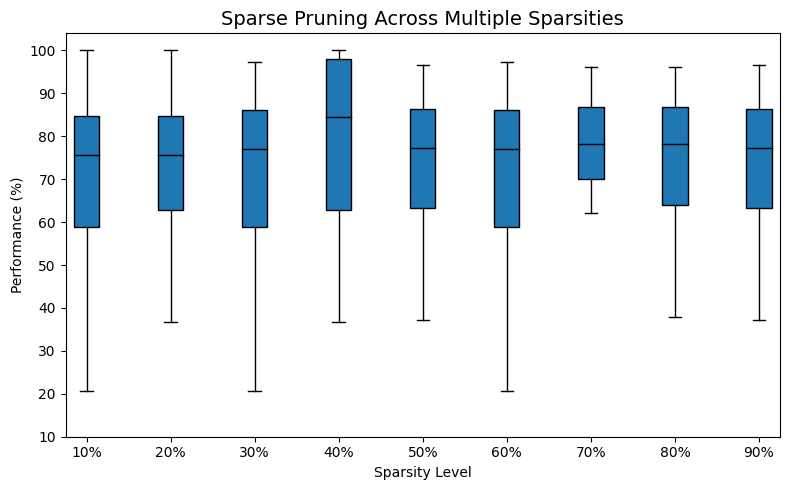 Sparse Pruning Across Multiple Sparsities
100
90
80
70
60
50
40
30
20
10
Performance (%)
10% 20% 30% 40% 50% 60% 70% 80% 90%
Sparsity Level